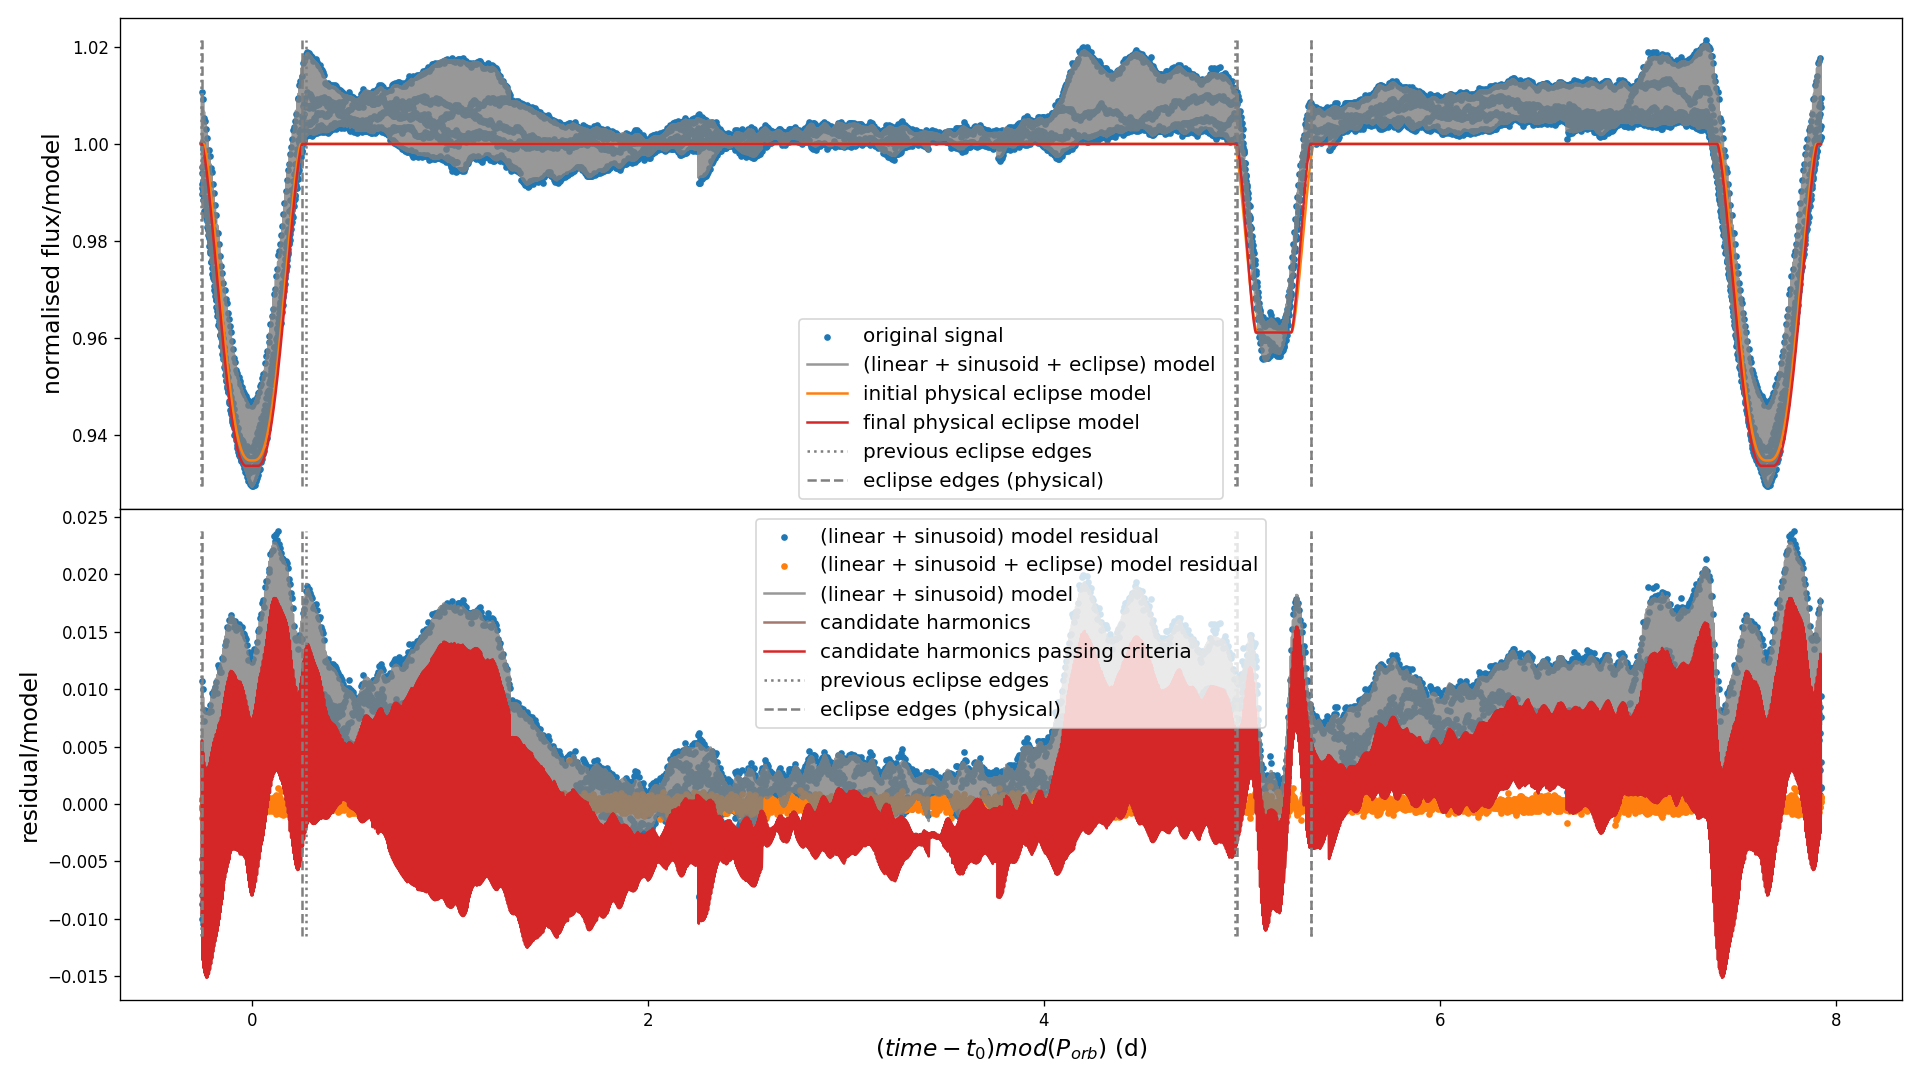 1.02
1.00
0.98
0.96
0.94
normalised flux/model
original signal
(linear + sinusoid + eclipse) model
initial physical eclipse model
final physical eclipse model
previous eclipse edges
eclipse edges (physical)
0.025
0.020
0.015
0.010
0.005
0.000
−0.005
−0.010
−0.015
residual/model
(linear + sinusoid) model residual
(linear + sinusoid + eclipse) model residual
(linear + sinusoid) model
candidate harmonics
candidate harmonics passing criteria
previous eclipse edges
eclipse edges (physical)
0 2 4 6 8
(time − t₀)mod(Pₒᵣᵦ) (d)